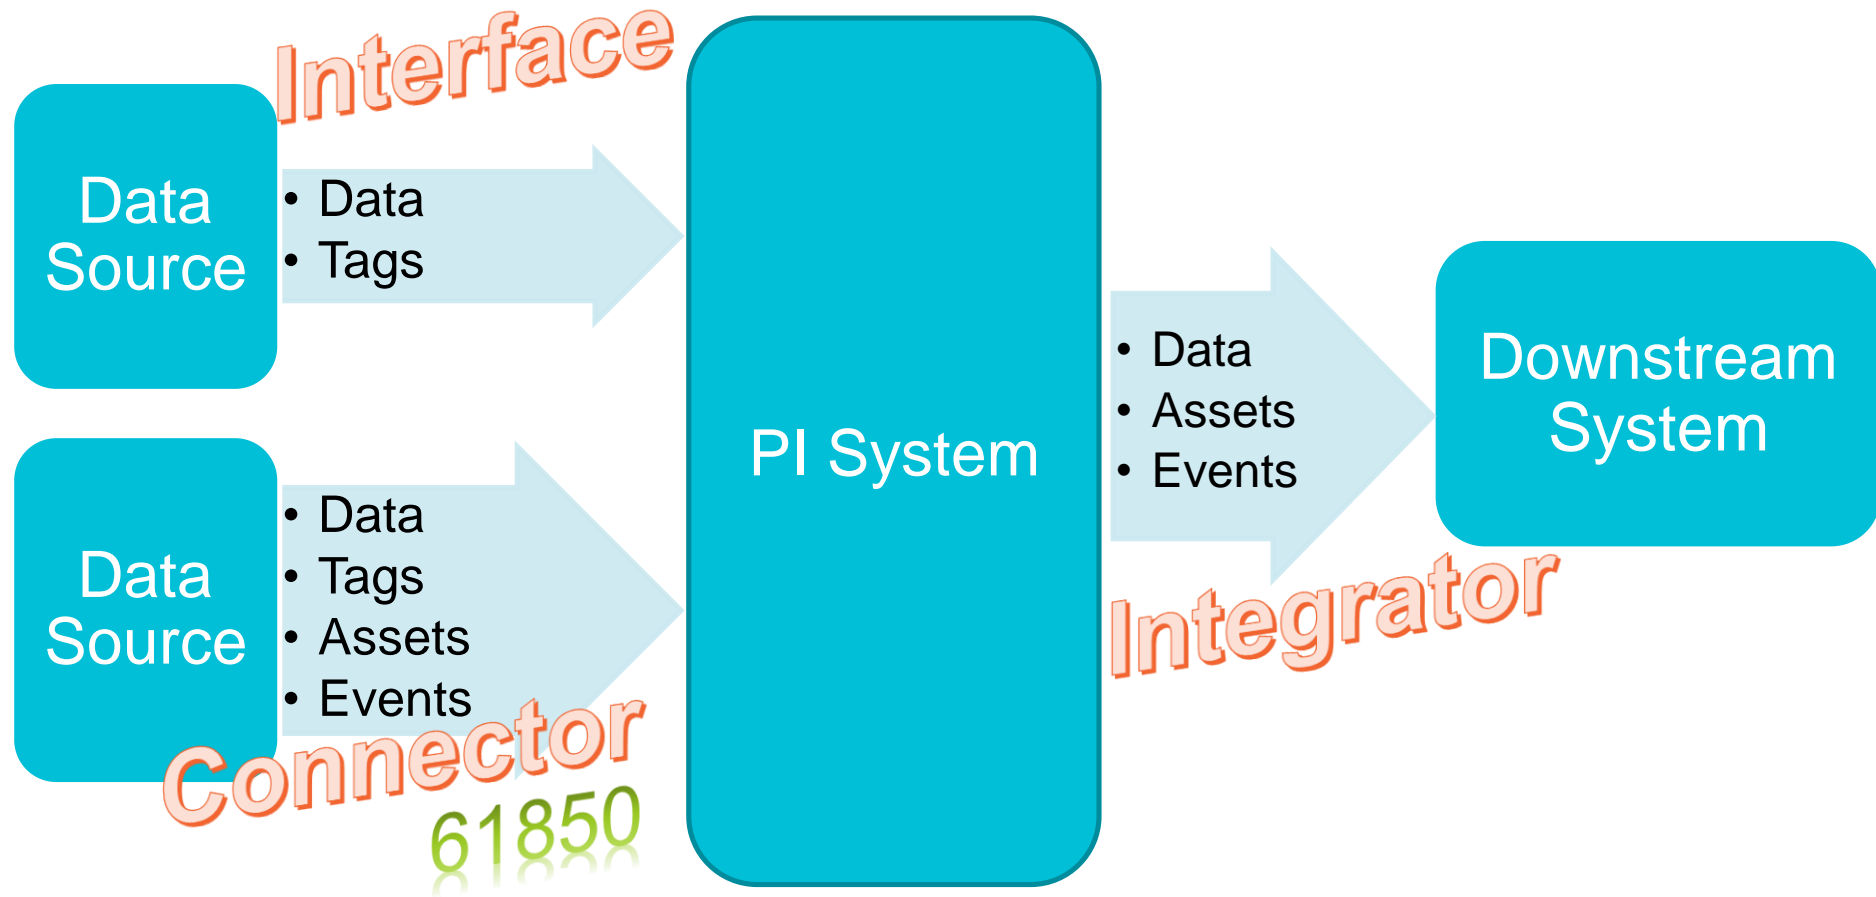 Interface
Data
Source
• Data
• Tags
Data
Source
• Data
• Tags
• Assets
• Events
Connector
61850
PI System
• Data
• Assets
• Events
Integrator
Downstream
System